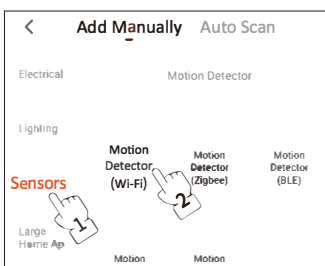 < Add Manually Auto Scan
Electrical
Motion Detector
Lighting
Sensors
Motion
Detector
(Wi-Fi)
Motion
Detector
(Zigbee)
Motion
Detector
(BLE)
1
2
Large
Home Ap
Motion
Motion